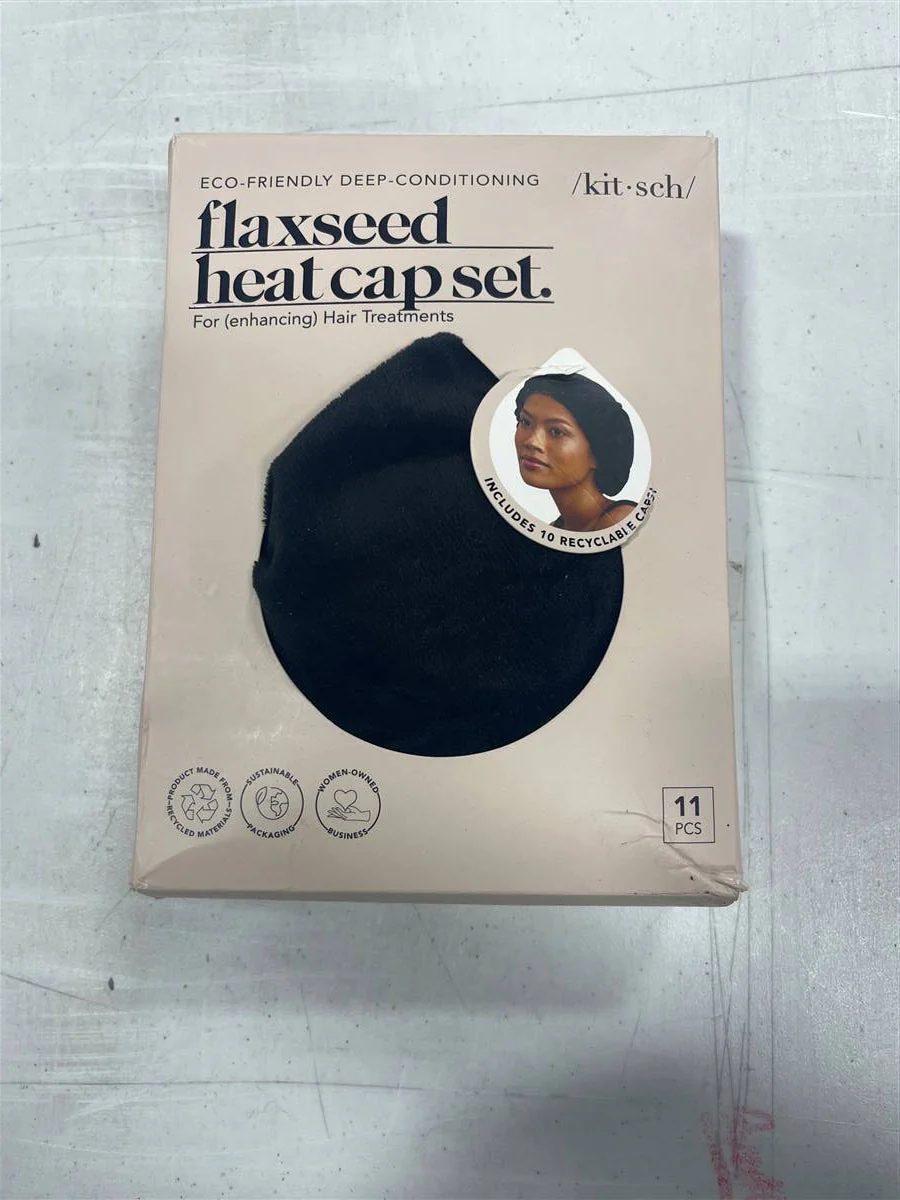 ECO-FRIENDLY DEEP-CONDITIONING
/kit·sch/
flaxseed
heat cap set.
For (enhancing) Hair Treatments
INCLUDES 10 RECYCLABLE CAPS!
PRODUCT MADE FROM
RECYCLED MATERIALS
SUSTAINABLE
PACKAGING
WOMEN-OWNED
BUSINESS
11
PCS